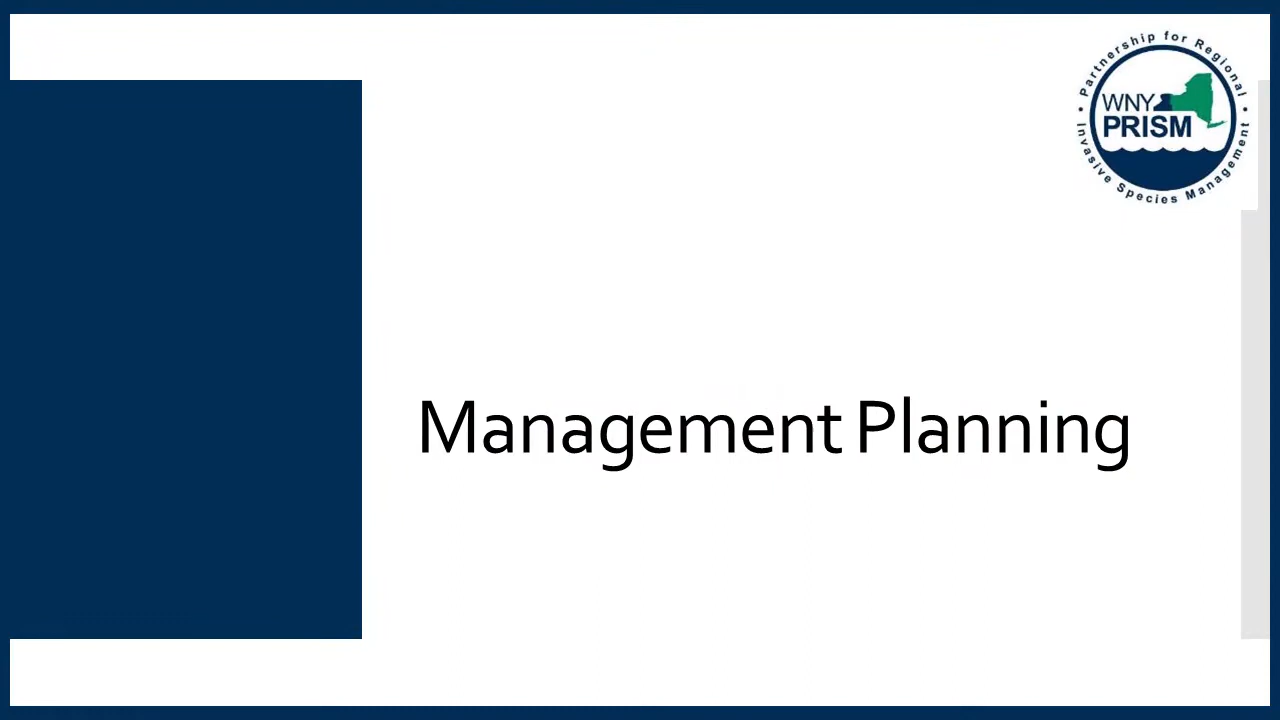 Partnership for Regional
WNY
PRISM
Invasive Species Management
Management Planning